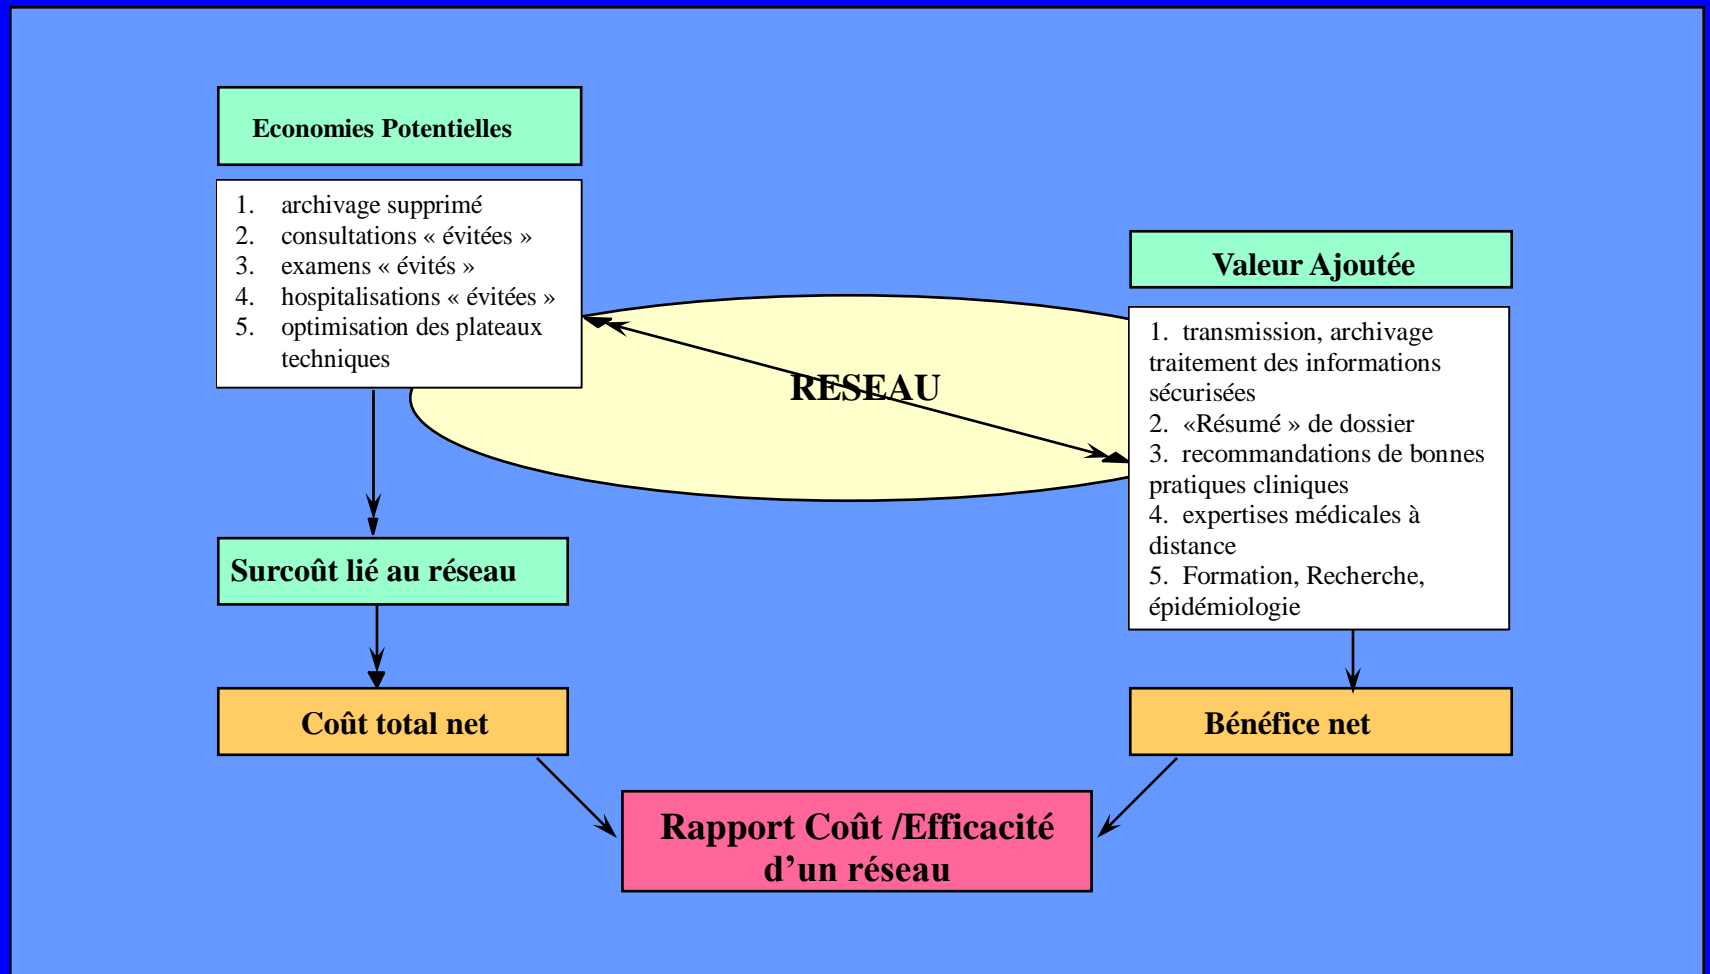 Economies Potentielles
1. archivage supprimé
2. consultations « évitées »
3. examens « évités »
4. hospitalisations « évitées »
5. optimisation des plateaux
techniques
RESEAU
Valeur Ajoutée
1. transmission, archivage
traitement des informations
sécurisées
2. «Résumé » de dossier
3. recommandations de bonnes
pratiques cliniques
4. expertises médicales à
distance
5. Formation, Recherche,
épidémiologie
Surcoût lié au réseau
Coût total net
Bénéfice net
Rapport Coût /Efficacité
d’un réseau